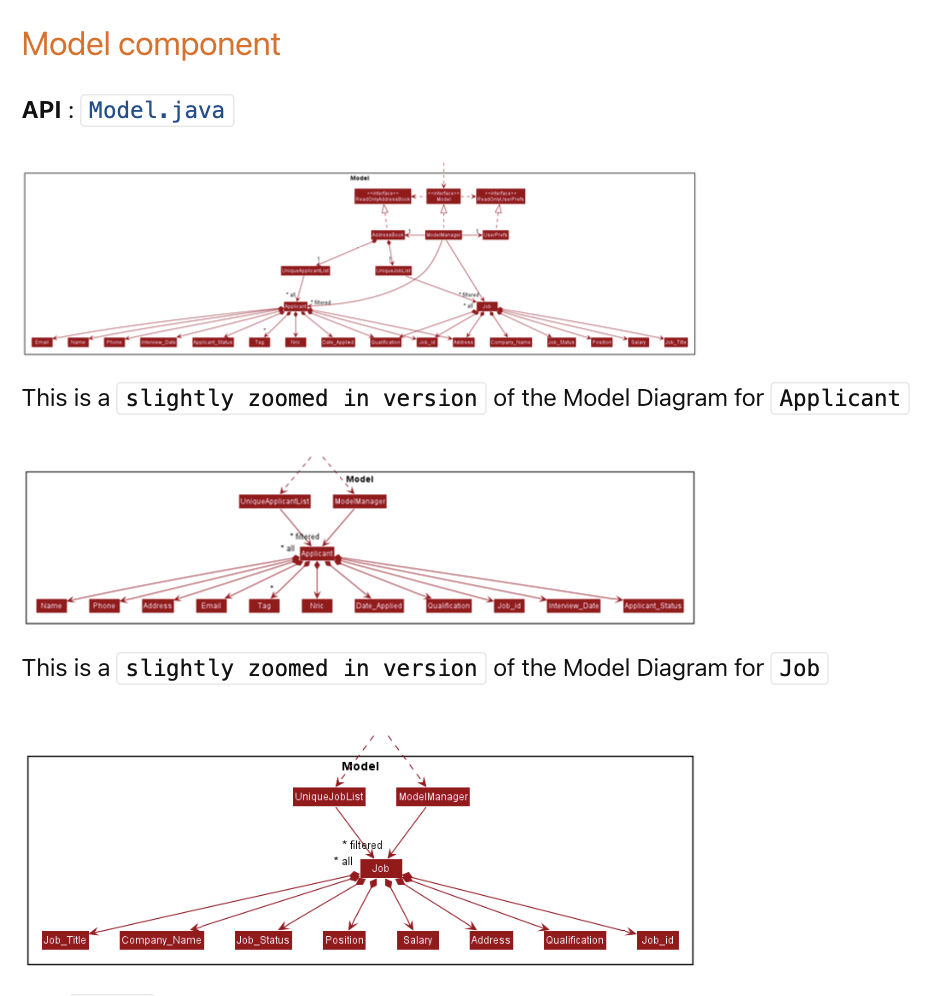 Model component
API : Model.java
Model
<<interface>> ReadOnlyAddressBook <<interface>> Model <<interface>> ReadOnlyUserPrefs
AddressBook 1 ModelManager 1 UserPrefs
1 1
UniqueApplicantList UniqueJobList
* all * filtered * filtered
Applicant * all Job
*
Email Name Phone Interview_Date Applicant_Status Tag Nric Date_Applied Qualification Job_id Address Company_Name Job_Status Position Salary Job_Title
This is a slightly zoomed in version of the Model Diagram for Applicant
Model
UniqueApplicantList ModelManager
* filtered
* all Applicant
*
Name Phone Address Email Tag Nric Date_Applied Qualification Job_id Interview_Date Applicant_Status
This is a slightly zoomed in version of the Model Diagram for Job
Model
UniqueJobList ModelManager
* filtered
* all Job
Job_Title Company_Name Job_Status Position Salary Address Qualification Job_id